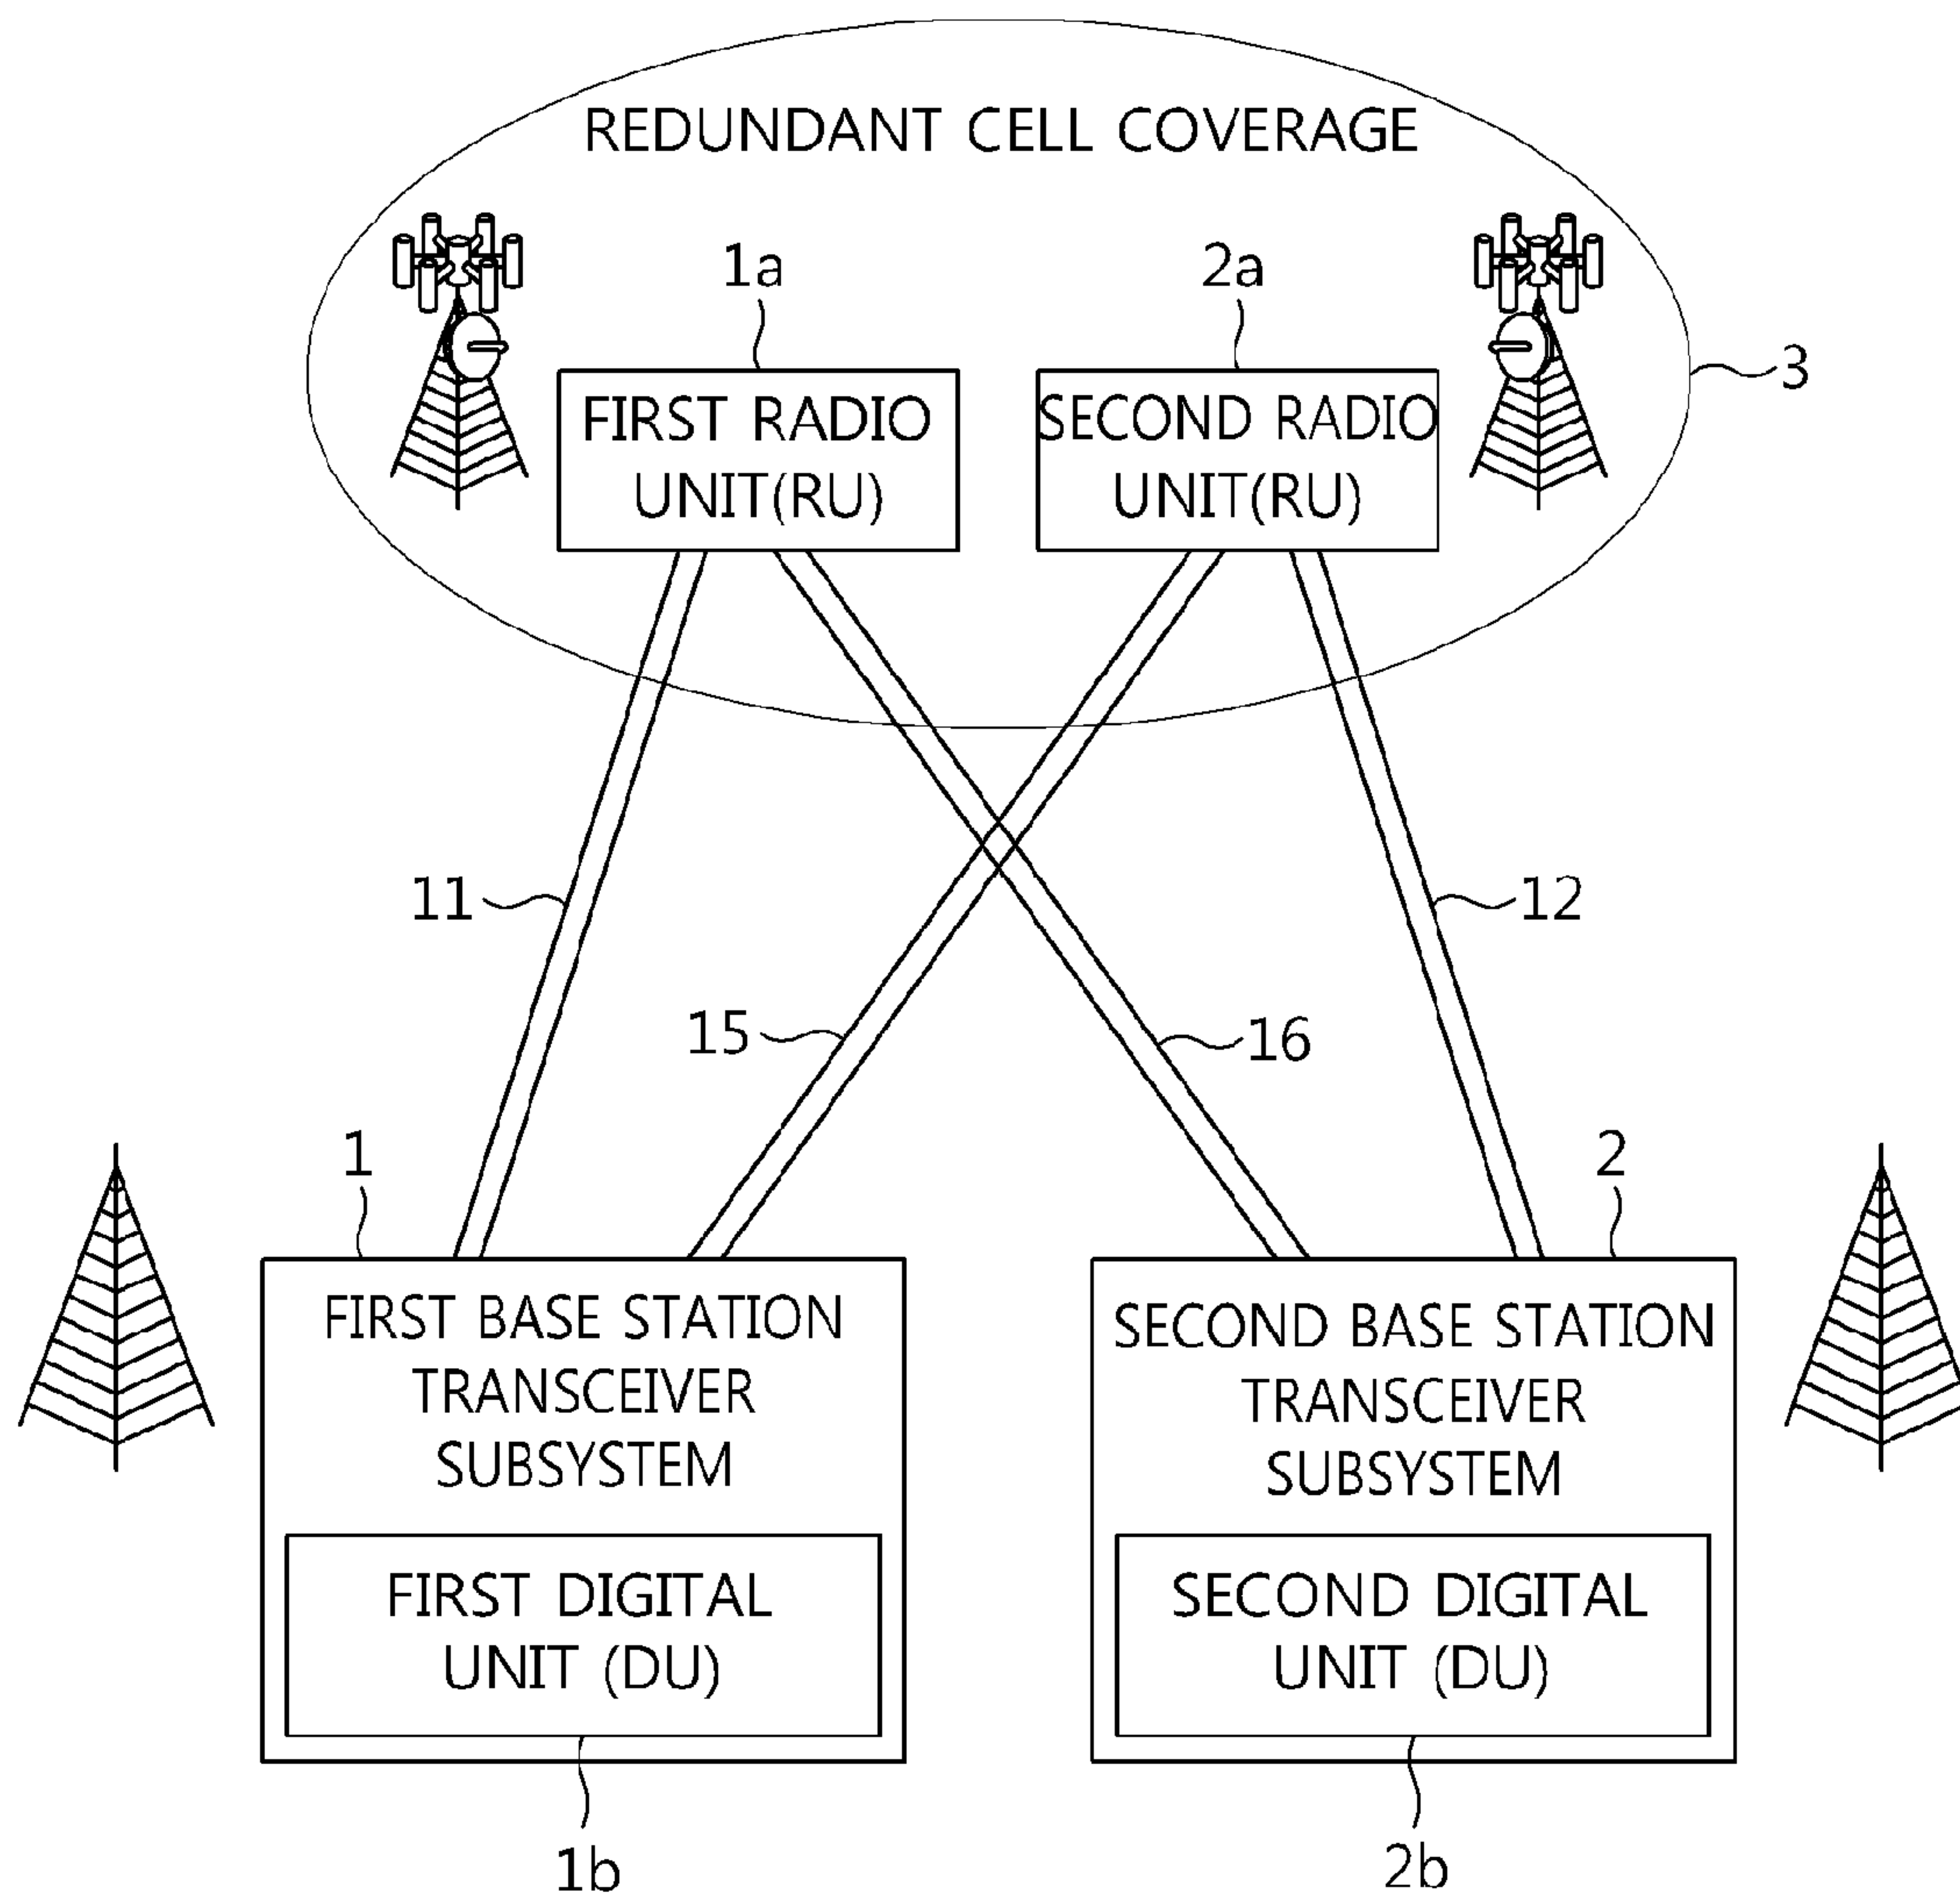 REDUNDANT CELL COVERAGE
1a
2a
3
FIRST RADIO
UNIT(RU)
SECOND RADIO
UNIT(RU)
11
12
15
16
1
2
FIRST BASE STATION
TRANSCEIVER
SUBSYSTEM
SECOND BASE STATION
TRANSCEIVER
SUBSYSTEM
FIRST DIGITAL
UNIT (DU)
SECOND DIGITAL
UNIT (DU)
1b
2b